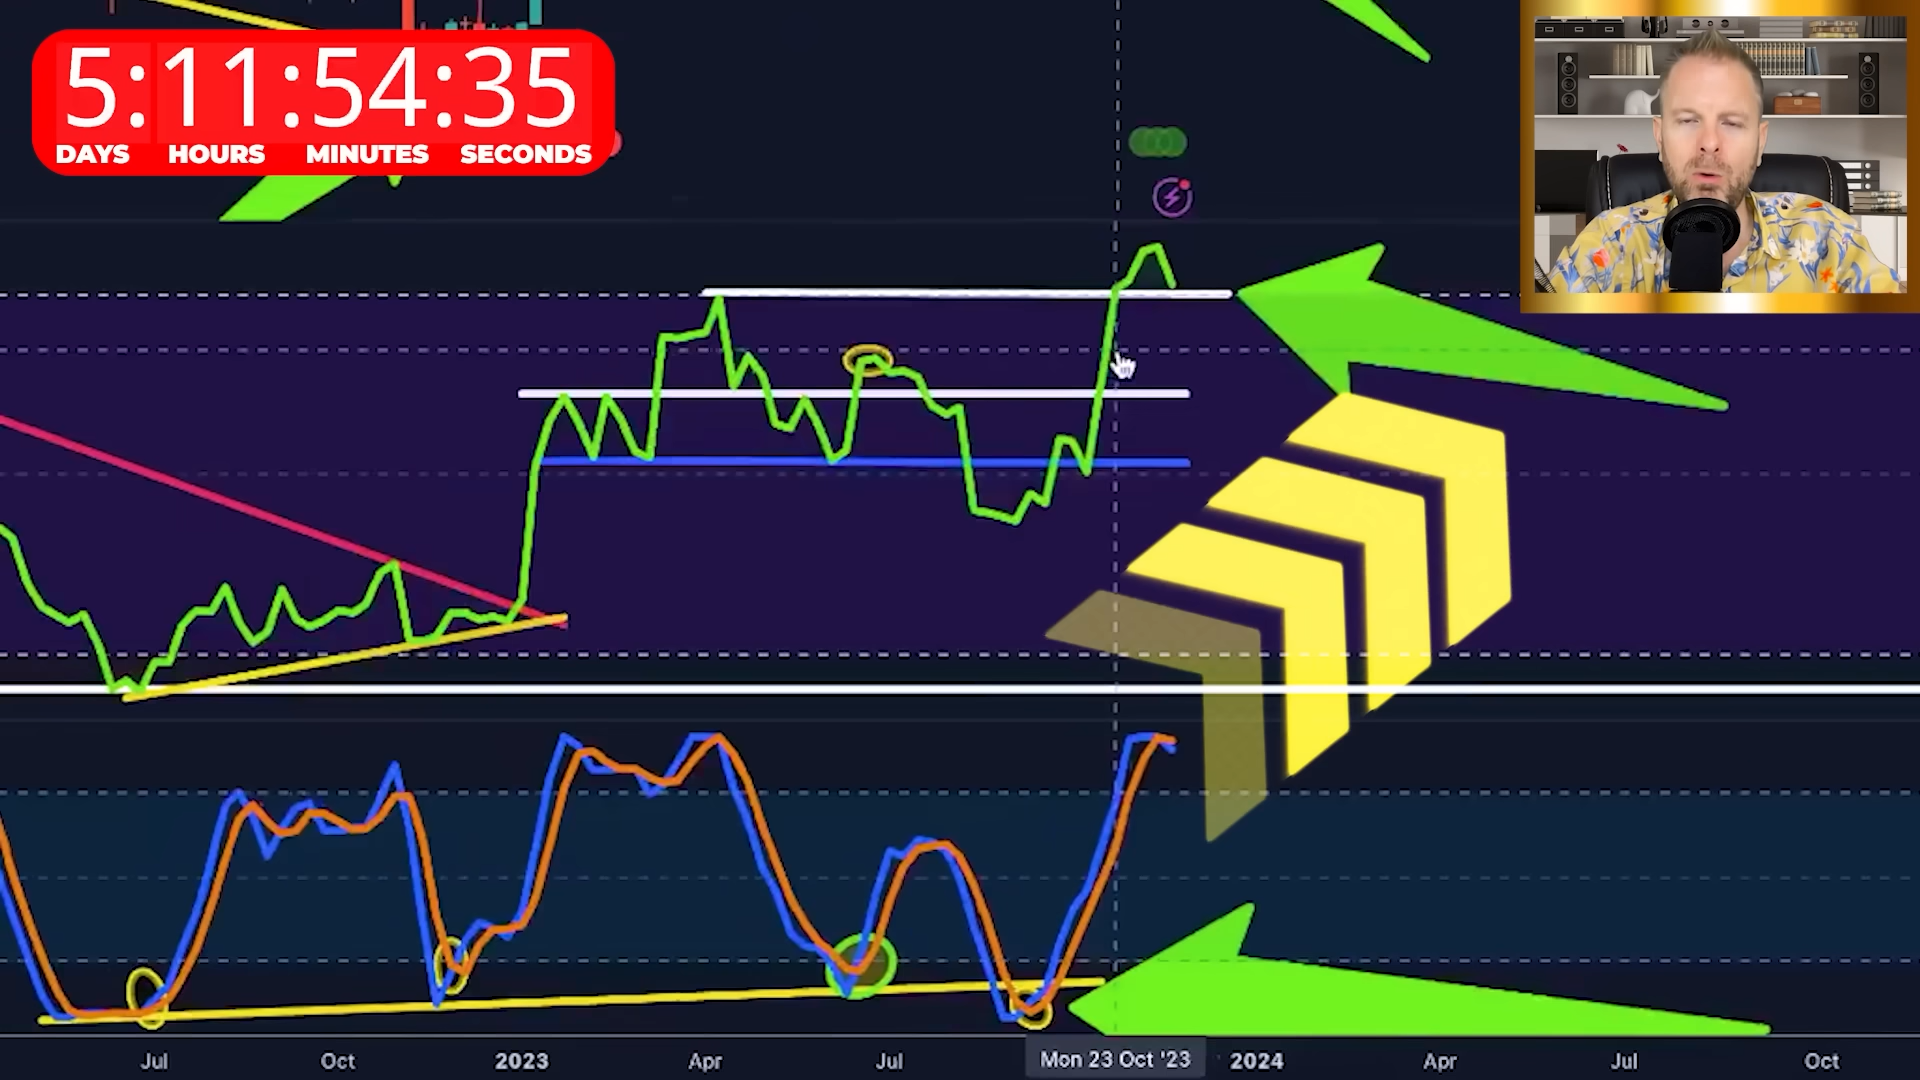 5:11:54:35
DAYS HOURS MINUTES SECONDS
Jul Oct 2023 Apr Jul Mon 23 Oct '23 2024 Apr Jul Oct